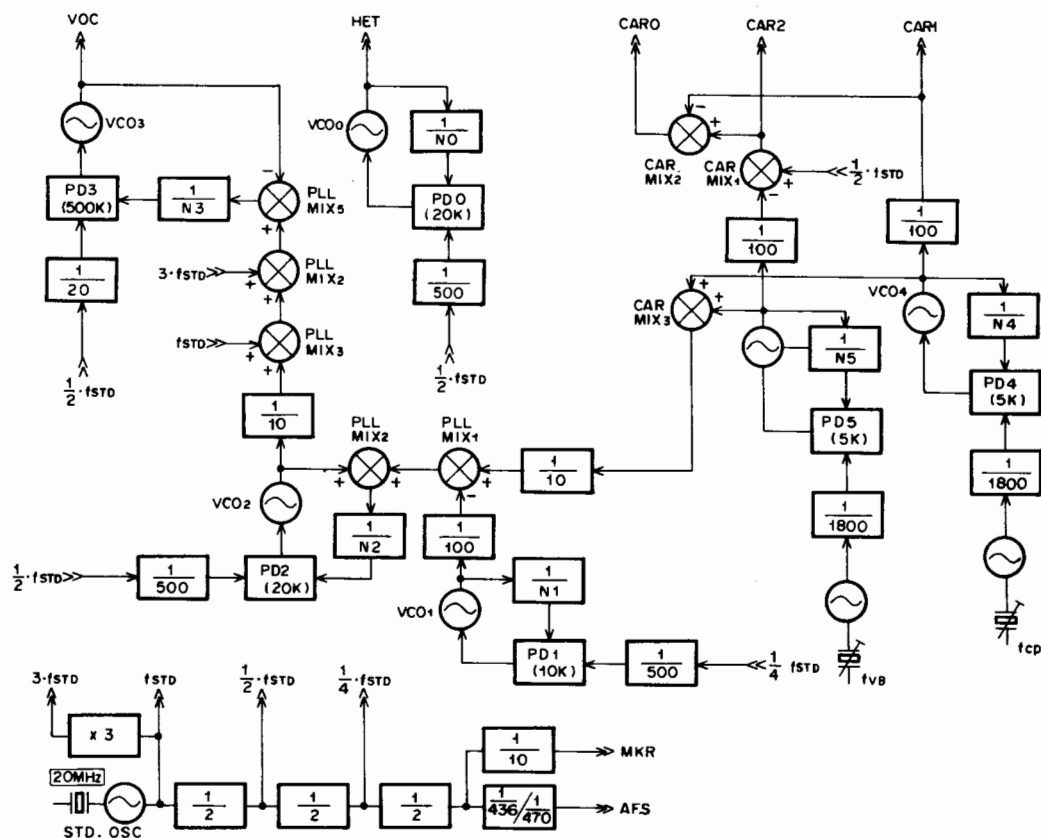 VOC
HET
CAR0
CAR2
CAR1
VCO3
VCO0
1/N0
CAR MIX2
CAR MIX1
1/2·fSTD
PD3 (500K)
1/N3
PLL MIX5
PD0 (20K)
1/100
1/100
1/20
3·fSTD
PLL MIX2
1/500
CAR MIX3
VCO4
1/N4
fSTD
PLL MIX3
1/N5
1/2·fSTD
1/2·fSTD
PD4 (5K)
1/10
PLL MIX2
PLL MIX1
PD5 (5K)
1/10
1/1800
VCO2
1/N2
1/100
1/1800
1/2·fSTD
1/500
PD2 (20K)
VCO1
1/N1
fcp
PD1 (10K)
1/500
1/4 fSTD
fVB
3·fSTD
fSTD
1/2·fSTD
1/4·fSTD
x 3
1/10
MKR
20MHz
1/2
1/2
1/2
1/436/1/470
AFS
STD. OSC